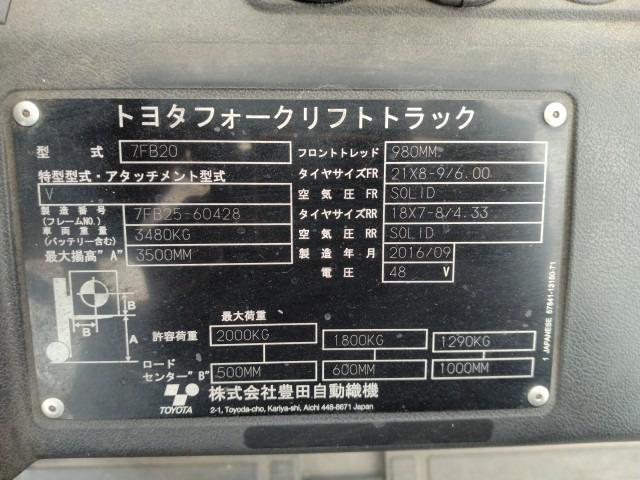 トヨタフォークリフトトラック
型式 7FB20 フロントトレッド 980MM
特型型式・アタッチメント型式 タイヤサイズFR 21X8-9/6.00
V 空気圧FR SOLID
製造番号(フレームNO.) 7FB25-60428 タイヤサイズRR 18X7-8/4.33
車両重量(バッテリー含む) 3480KG 空気圧RR SOLID
最大揚高"A" 3500MM 製造年月 2016/09
電圧 48 V
最大荷重
許容荷重 2000KG 1800KG 1290KG
ロードセンター"B" 500MM 600MM 1000MM
B
B
A
TOYOTA
株式会社豊田自動織機
2-1, Toyoda-cho, Kariya-shi, Aichi 448-8671 Japan
1 JAPANESE 57641-13150-71